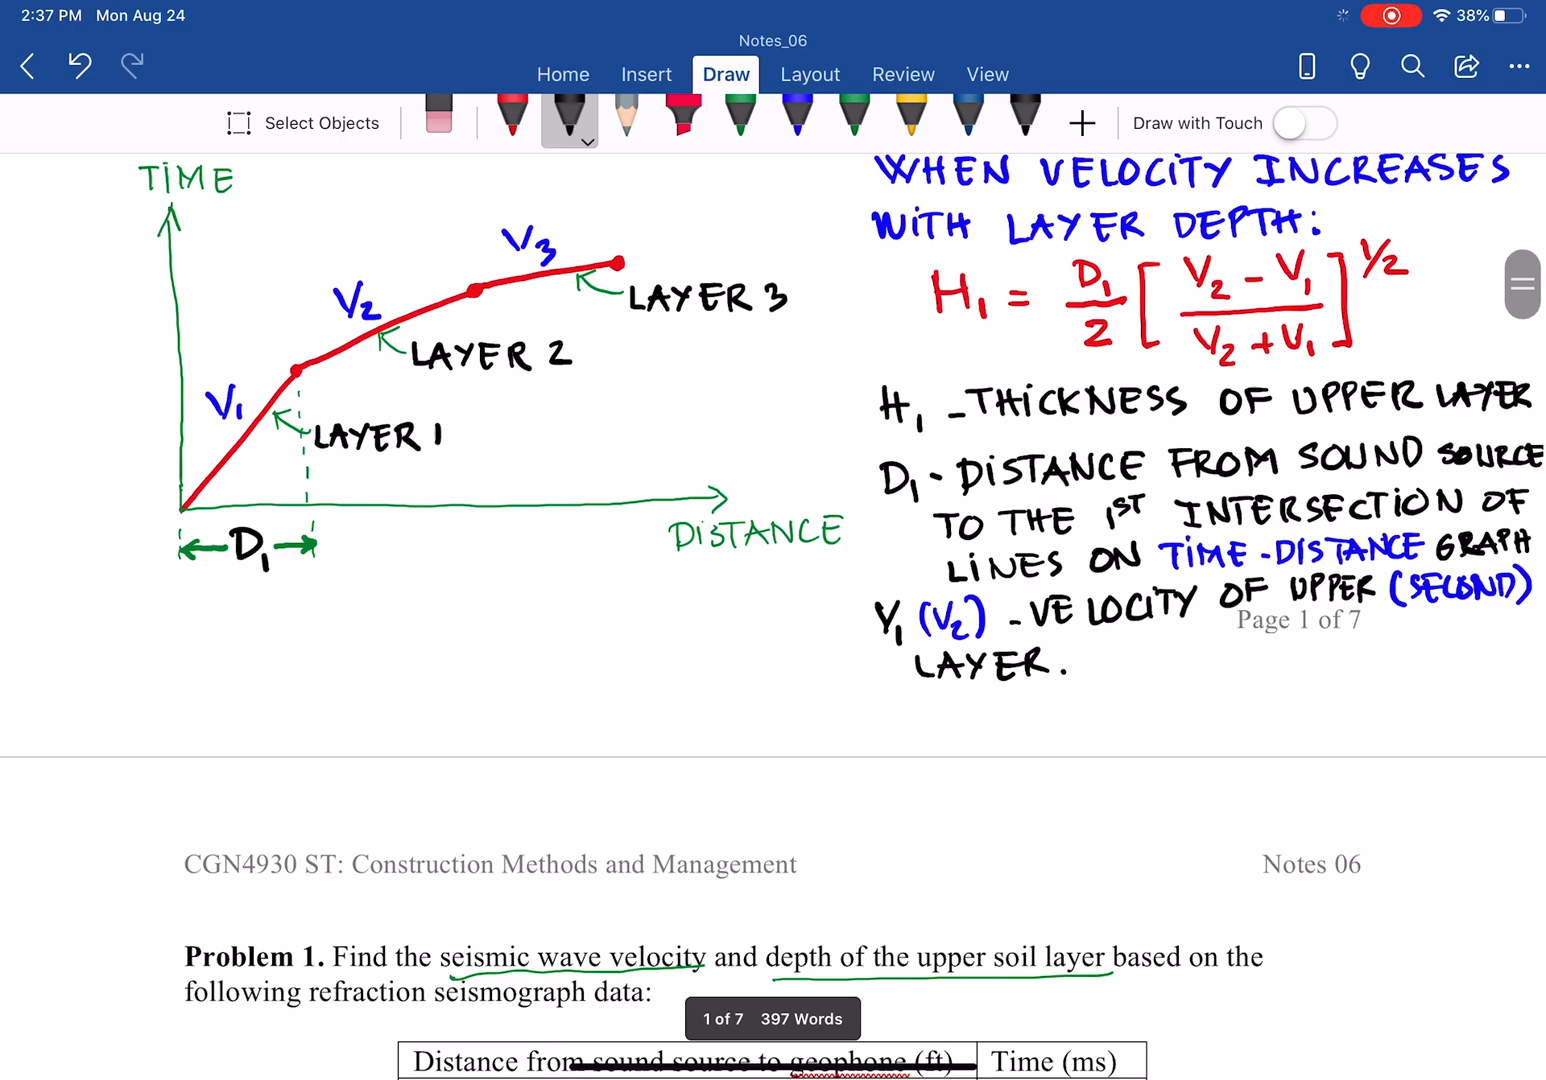 2:37 PM Mon Aug 24
38%
Notes_06
Home Insert Draw Layout Review View
Select Objects
Draw with Touch
TIME
V1
V2
V3
LAYER 1
LAYER 2
LAYER 3
DISTANCE
D1
WHEN VELOCITY INCREASES
WITH LAYER DEPTH:
H1 = D1/2 [ (V2 - V1) / (V2 + V1) ]^1/2
H1 - THICKNESS OF UPPER LAYER
D1 - DISTANCE FROM SOUND SOURCE
TO THE 1ST INTERSECTION OF
LINES ON TIME-DISTANCE GRAPH
V1 (V2) - VELOCITY OF UPPER (SECOND)
LAYER.
Page 1 of 7
CGN4930 ST: Construction Methods and Management Notes 06
Problem 1. Find the seismic wave velocity and depth of the upper soil layer based on the
following refraction seismograph data:
1 of 7 397 Words
Distance from sound source to geophone (ft) Time (ms)